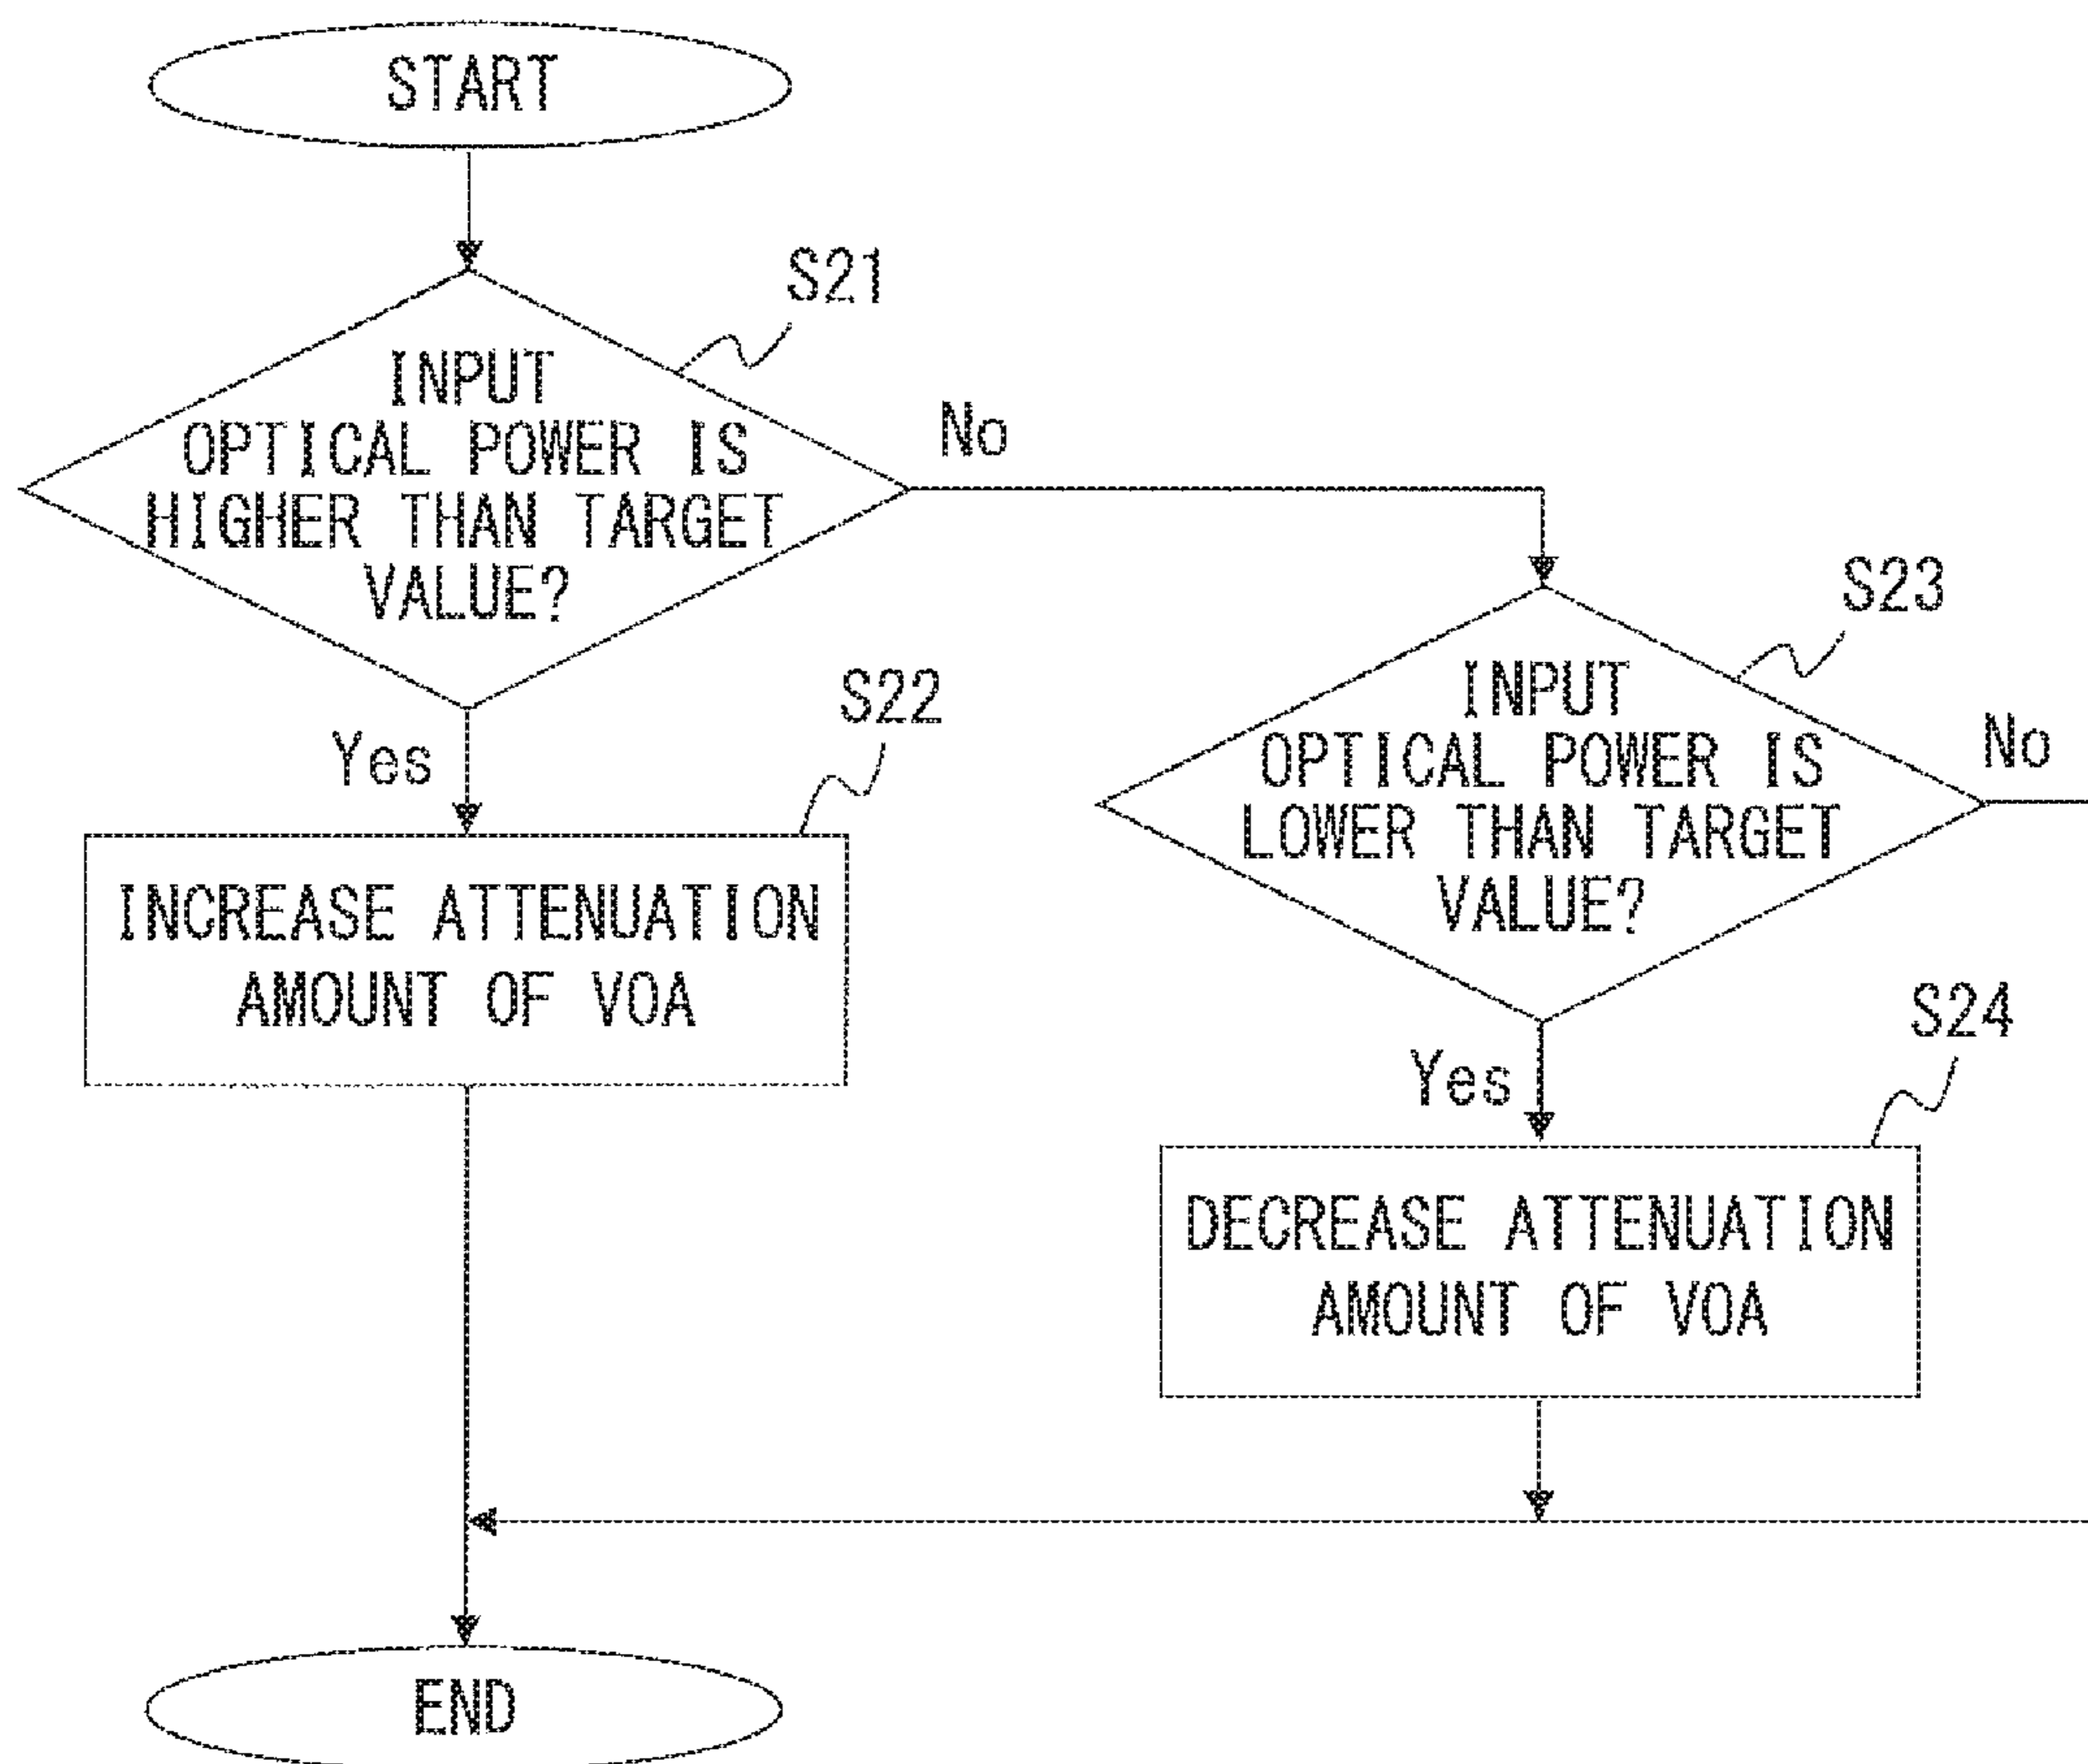 START
S21
INPUT
OPTICAL POWER IS
HIGHER THAN TARGET
VALUE?
No
Yes
S22
INCREASE ATTENUATION
AMOUNT OF VOA
S23
INPUT
OPTICAL POWER IS
LOWER THAN TARGET
VALUE?
No
Yes
S24
DECREASE ATTENUATION
AMOUNT OF VOA
END